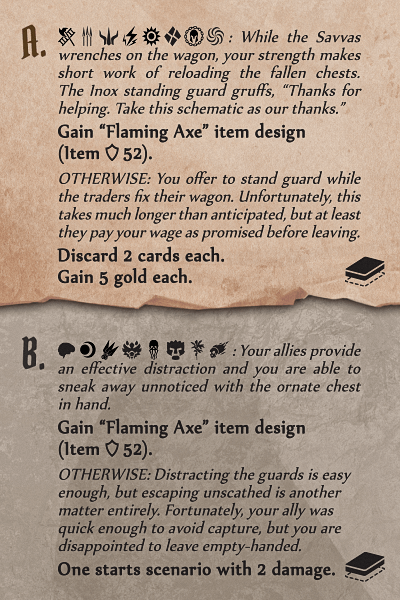 A. : While the Savvas
wrenches on the wagon, your strength makes
short work of reloading the fallen chests.
The Inox standing guard gruffs, “Thanks for
helping. Take this schematic as our thanks.”
Gain “Flaming Axe” item design
(Item 52).
OTHERWISE: You offer to stand guard while
the traders fix their wagon. Unfortunately, this
takes much longer than anticipated, but at least
they pay your wage as promised before leaving.
Discard 2 cards each.
Gain 5 gold each.
B. : Your allies provide
an effective distraction and you are able to
sneak away unnoticed with the ornate chest
in hand.
Gain “Flaming Axe” item design
(Item 52).
OTHERWISE: Distracting the guards is easy
enough, but escaping unscathed is another
matter entirely. Fortunately, your ally was
quick enough to avoid capture, but you are
disappointed to leave empty-handed.
One starts scenario with 2 damage.